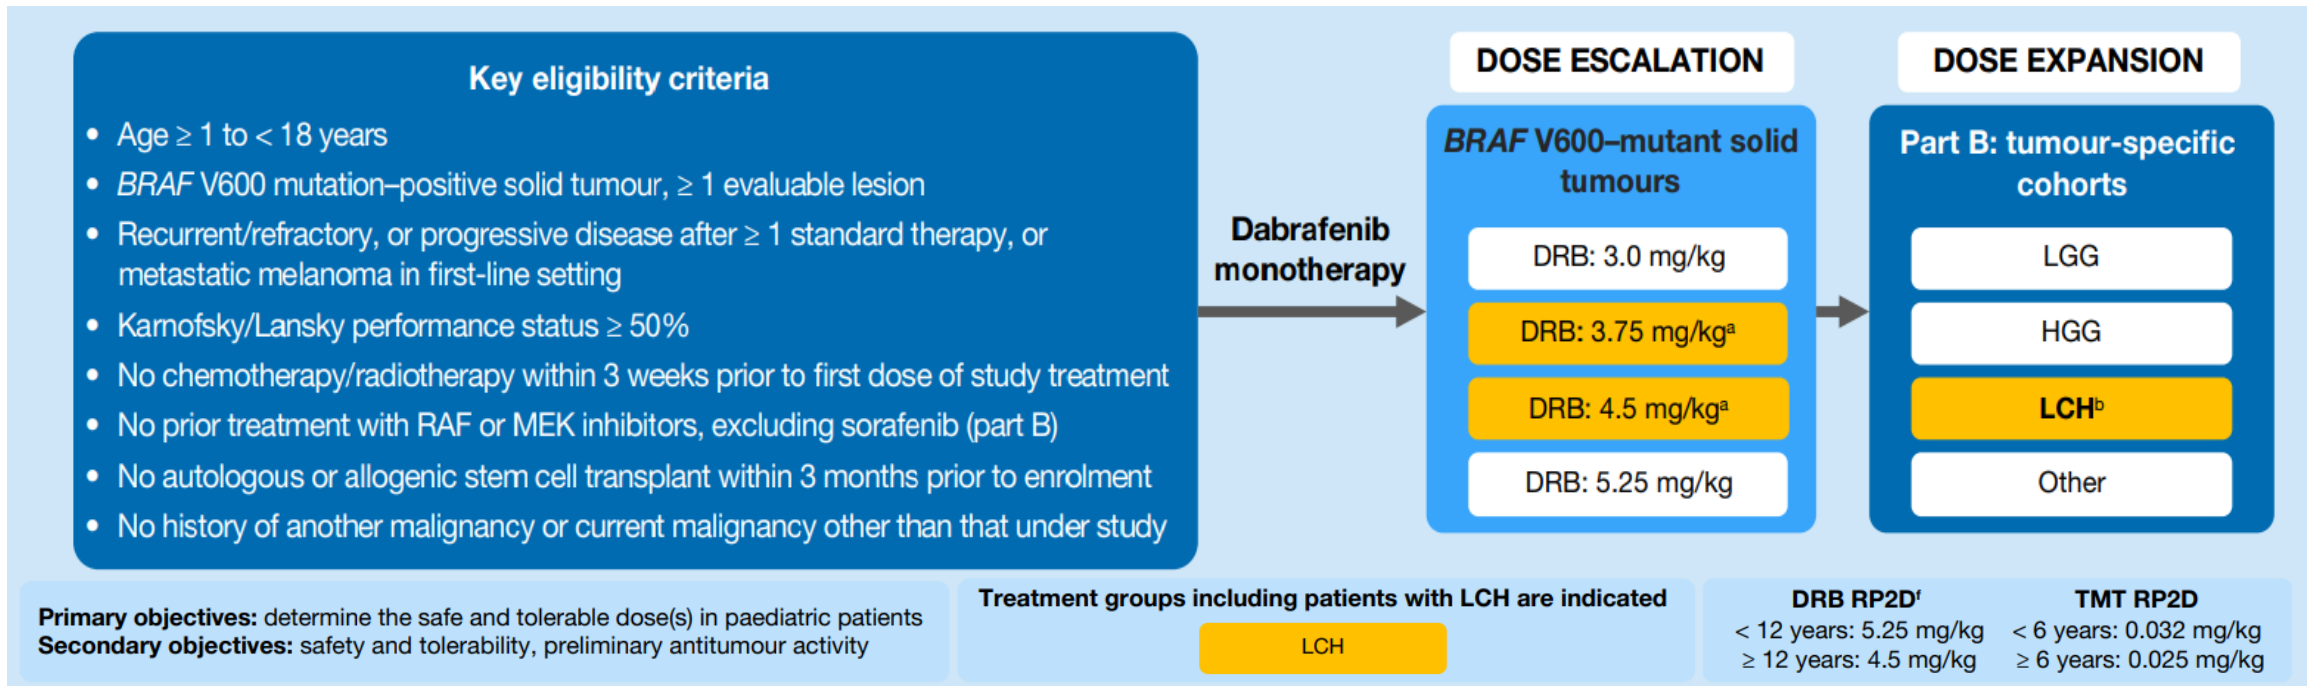 Key eligibility criteria
• Age ≥ 1 to < 18 years
• BRAF V600 mutation–positive solid tumour, ≥ 1 evaluable lesion
• Recurrent/refractory, or progressive disease after ≥ 1 standard therapy, or
metastatic melanoma in first-line setting
• Karnofsky/Lansky performance status ≥ 50%
• No chemotherapy/radiotherapy within 3 weeks prior to first dose of study treatment
• No prior treatment with RAF or MEK inhibitors, excluding sorafenib (part B)
• No autologous or allogenic stem cell transplant within 3 months prior to enrolment
• No history of another malignancy or current malignancy other than that under study
Dabrafenib
monotherapy
DOSE ESCALATION
BRAF V600–mutant solid
tumours
DRB: 3.0 mg/kg
DRB: 3.75 mg/kgᵃ
DRB: 4.5 mg/kgᵃ
DRB: 5.25 mg/kg
DOSE EXPANSION
Part B: tumour-specific
cohorts
LGG
HGG
LCHᵇ
Other
Primary objectives: determine the safe and tolerable dose(s) in paediatric patients
Secondary objectives: safety and tolerability, preliminary antitumour activity
Treatment groups including patients with LCH are indicated
LCH
DRB RP2Dᶠ
< 12 years: 5.25 mg/kg
≥ 12 years: 4.5 mg/kg
TMT RP2D
< 6 years: 0.032 mg/kg
≥ 6 years: 0.025 mg/kg